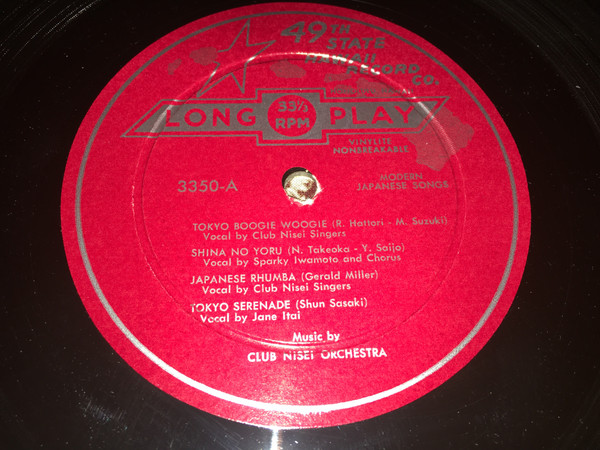 49TH
STATE
HAWAII
RECORD
CO.
LONG 33⅓ RPM PLAY
VINYLITE
NONBREAKABLE
3350-A
MODERN
JAPANESE SONGS
TOKYO BOOGIE WOOGIE (R. Hattori - M. Suzuki)
Vocal by Club Nisei Singers
SHINA NO YORU (N. Takeoka - Y. Saijo)
Vocal by Sparky Iwamoto and Chorus
JAPANESE RHUMBA (Gerald Miller)
Vocal by Club Nisei Singers
TOKYO SERENADE (Shun Sasaki)
Vocal by Jane Itai
Music by
CLUB NISEI ORCHESTRA